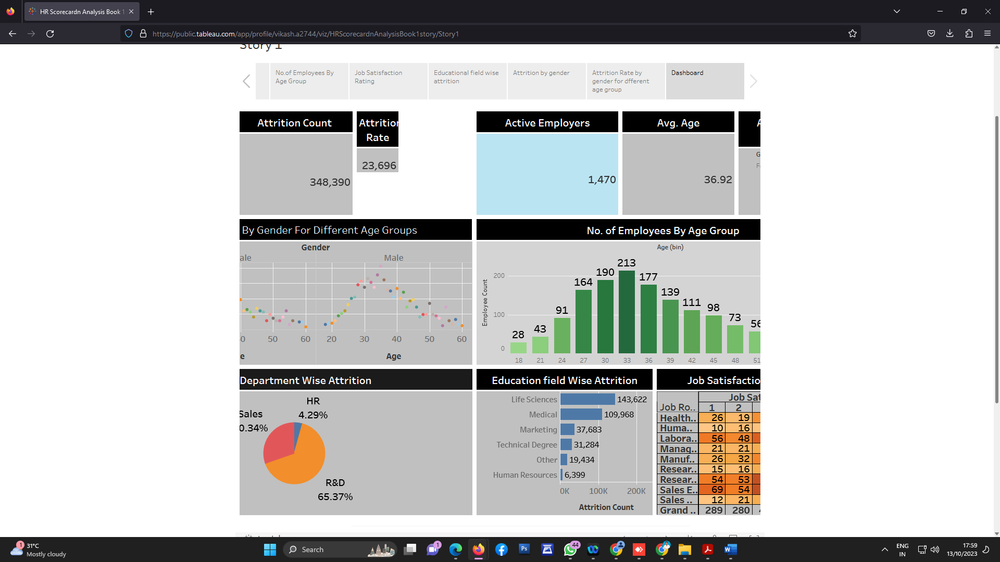 HR Scorecardn Analysis Book 1
https://public.tableau.com/app/profile/vikash.a2744/viz/HRScorecardnAnalysisBook1story/Story1
Story 1
No.of Employees By
Age Group
Job Satisfaction
Rating
Educational field wise
attrition
Attrition by gender
Attrition Rate by
gender for dfferent
age group
Dashboard
Attrition Count
348,390
Attrition
Rate
23,696
Active Employers
1,470
Avg. Age
36.92
A
G
F
By Gender For Different Age Groups
Gender
ale
Male
0 50 60 20 30 40 50 60
e
Age
No. of Employees By Age Group
Age (bin)
Employee Count
200
100
0
28 43 91 164 190 213 177 139 111 98 73 56
18 21 24 27 30 33 36 39 42 45 48 51
Department Wise Attrition
HR
4.29%
Sales
0.34%
R&D
65.37%
Education field Wise Attrition
Life Sciences 143,622
Medical 109,968
Marketing 37,683
Technical Degree 31,284
Other 19,434
Human Resources 6,399
0K 100K 200K
Attrition Count
Job Satisfactio
Job Sat
Job Ro.. 1 2
Health.. 26 19
Huma.. 10 16
Labora.. 56 48
Manag.. 21 21
Manuf.. 26 32
Resear.. 15 16
Resear.. 54 53
Sales E.. 69 54
Sales .. 12 21
Grand .. 289 280
1
31°C
Mostly cloudy
Search
1
Ps
44
W
ENG
IN
17:59
13/10/2023